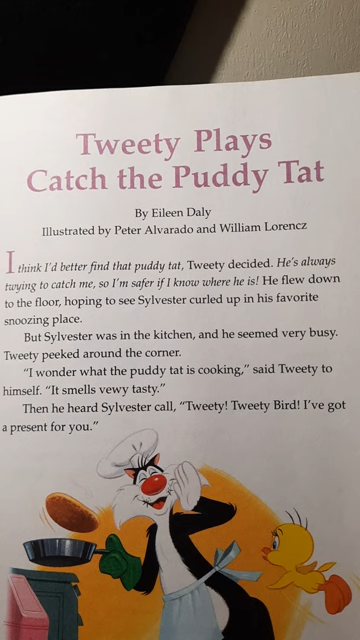 Tweety Plays
Catch the Puddy Tat
By Eileen Daly
Illustrated by Peter Alvarado and William Lorencz
I think I'd better find that puddy tat, Tweety decided. He's always
twying to catch me, so I'm safer if I know where he is! He flew down
to the floor, hoping to see Sylvester curled up in his favorite
snoozing place.
But Sylvester was in the kitchen, and he seemed very busy.
Tweety peeked around the corner.
"I wonder what the puddy tat is cooking," said Tweety to
himself. "It smells vewy tasty."
Then he heard Sylvester call, "Tweety! Tweety Bird! I've got
a present for you."